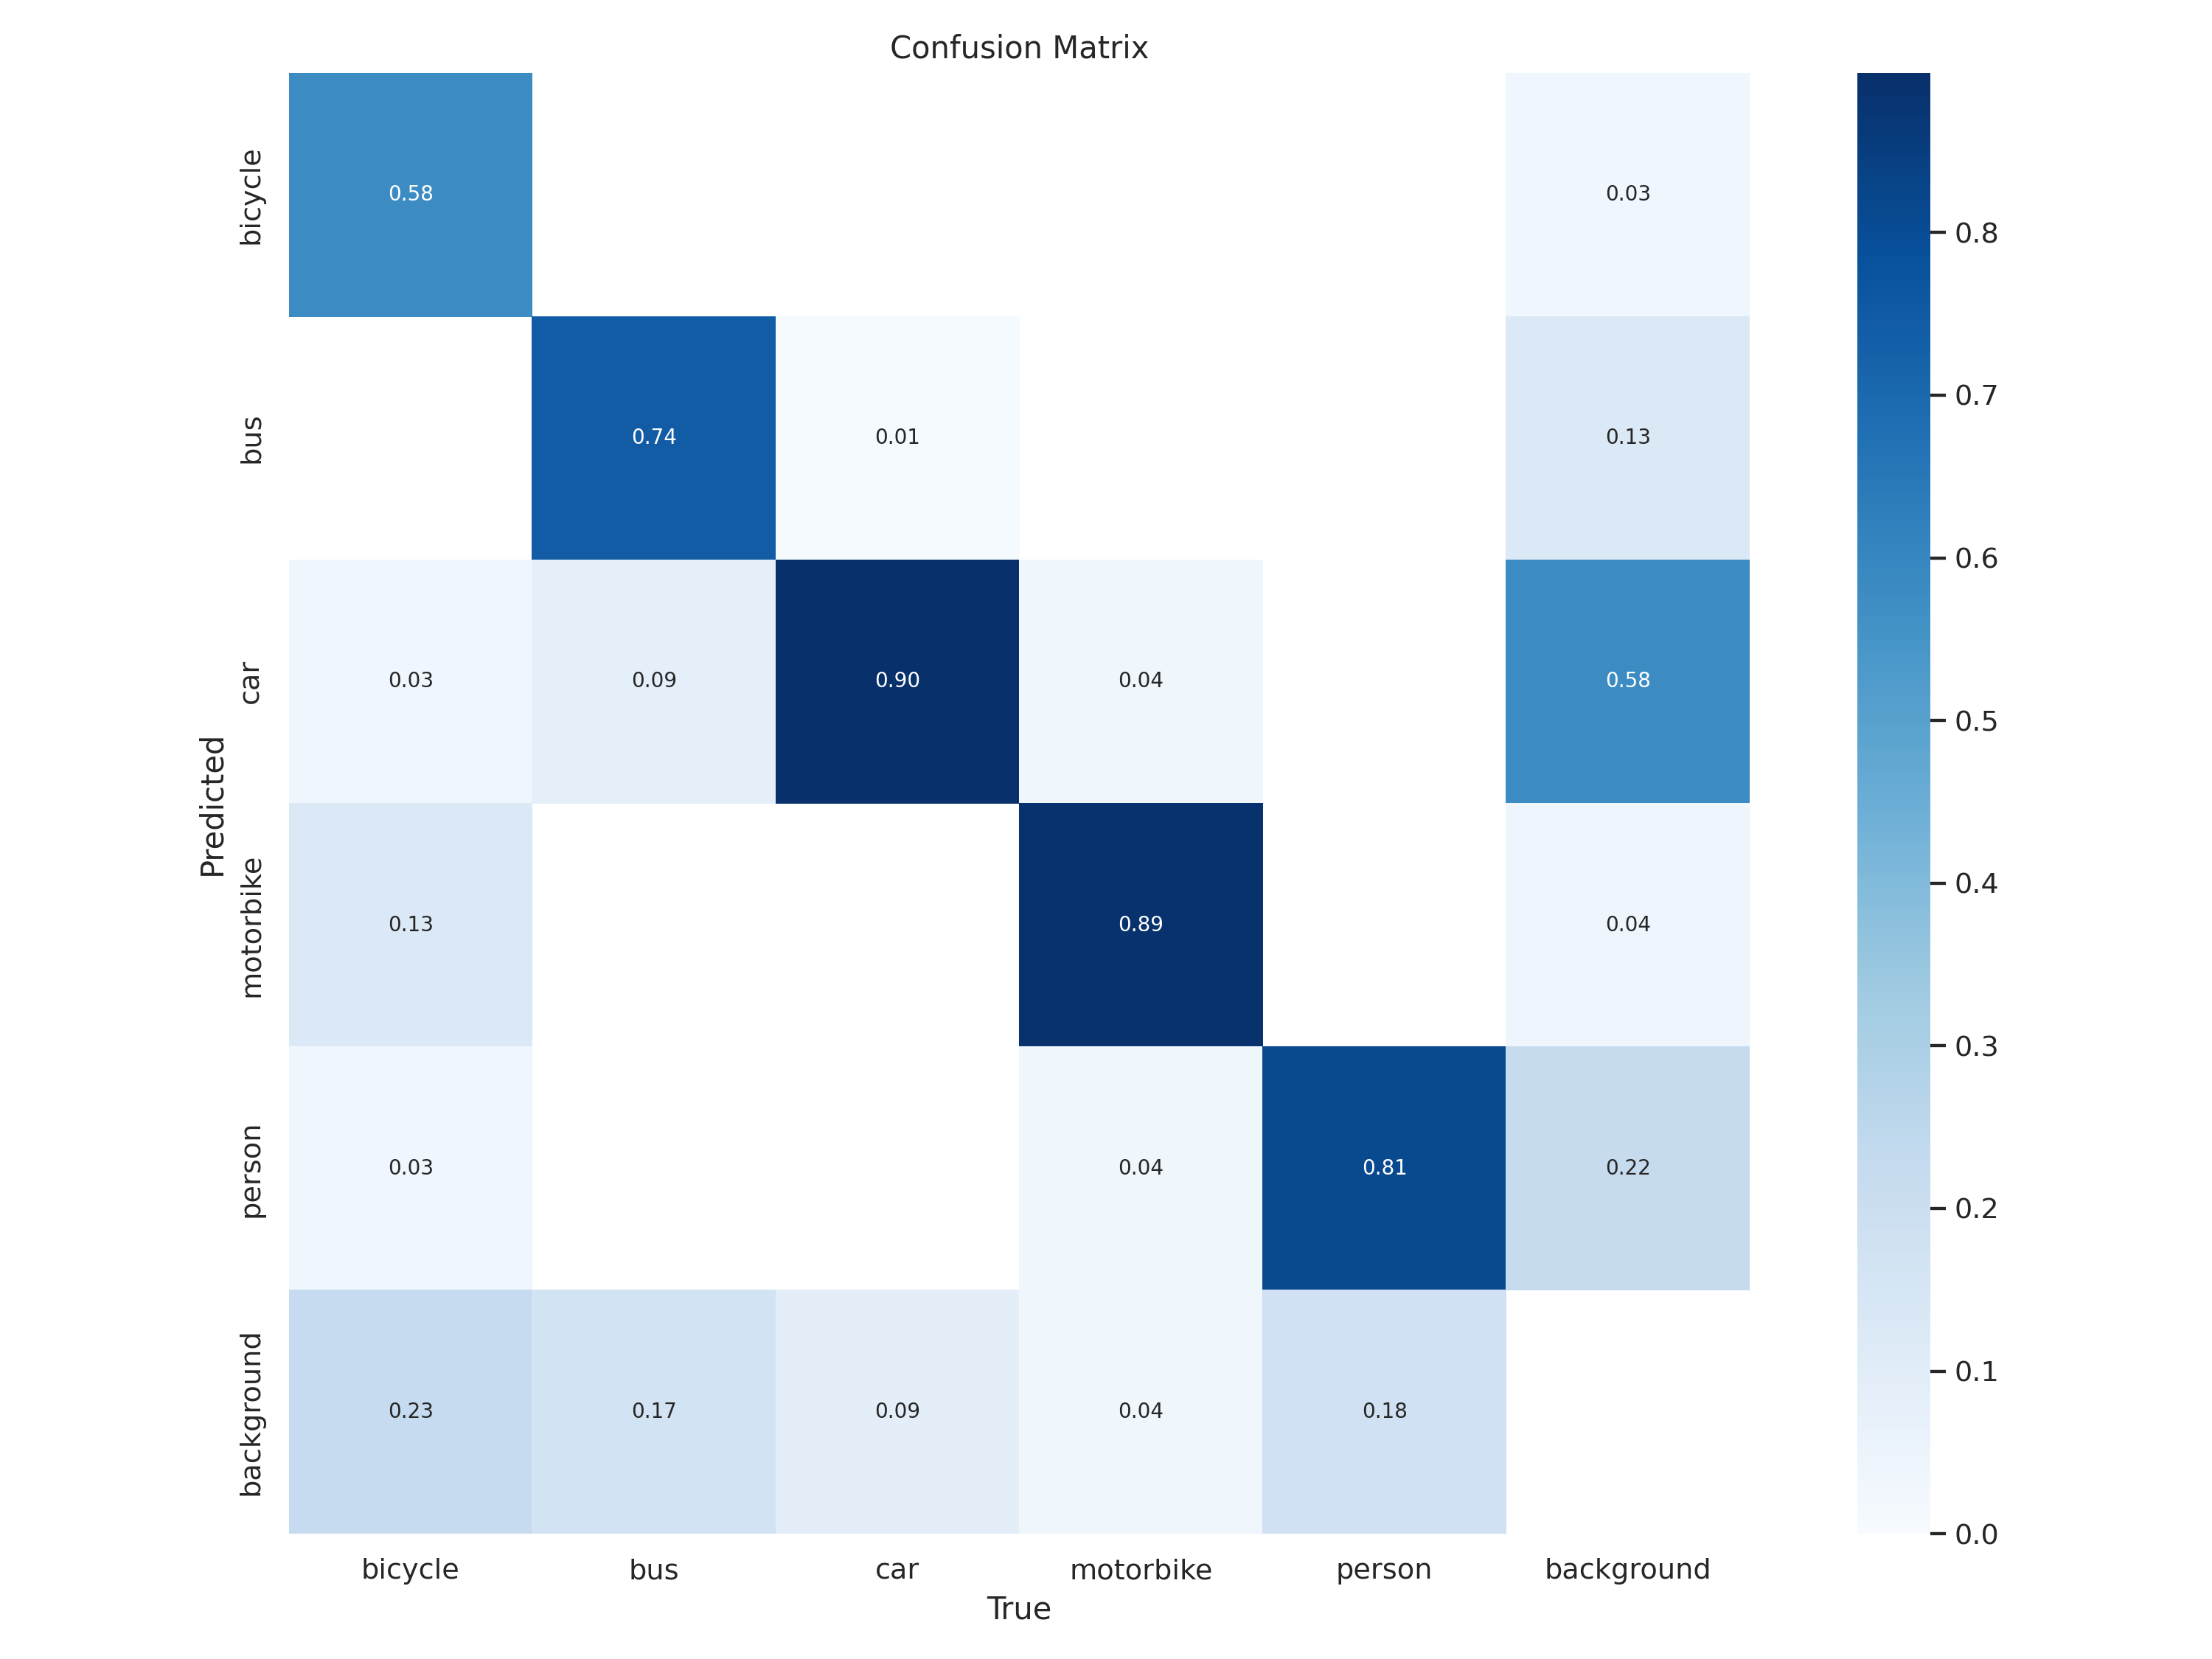 Confusion Matrix
bicycle
0.58
0.03
bus
0.74
0.01
0.13
car
0.03
0.09
0.90
0.04
0.58
motorbike
0.13
0.89
0.04
person
0.03
0.04
0.81
0.22
background
0.23
0.17
0.09
0.04
0.18
Predicted
bicycle
bus
car
motorbike
person
background
True
0.8
0.7
0.6
0.5
0.4
0.3
0.2
0.1
0.0